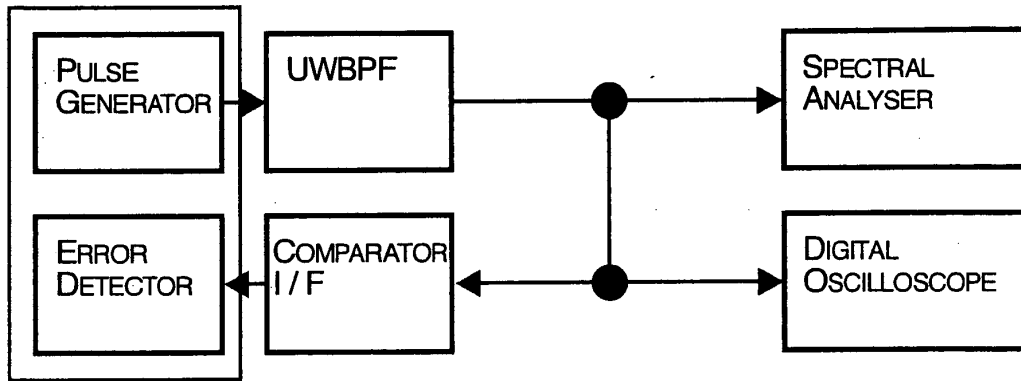 PULSE
GENERATOR
UWBPF
SPECTRAL
ANALYSER
ERROR
DETECTOR
COMPARATOR
I / F
DIGITAL
OSCILLOSCOPE